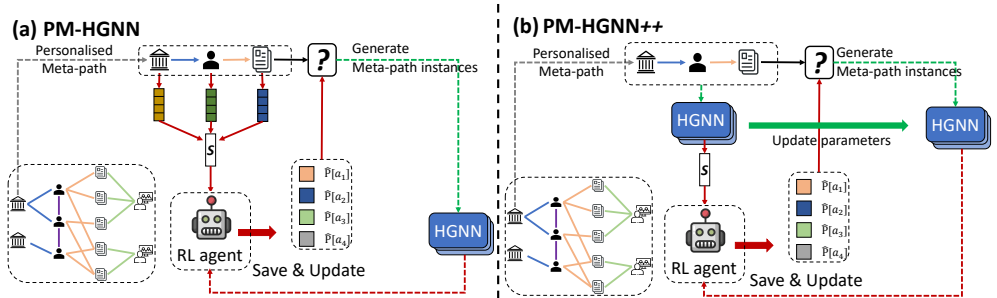 (a) PM-HGNN
Personalised
Meta-path
?
Generate
Meta-path instances
S
P̃[a₁]
P̃[a₂]
P̃[a₃]
P̃[a₄]
RL agent
Save & Update
HGNN
(b) PM-HGNN++
Personalised
Meta-path
?
Generate
Meta-path instances
HGNN
HGNN
Update parameters
S
P̃[a₁]
P̃[a₂]
P̃[a₃]
P̃[a₄]
RL agent
Save & Update